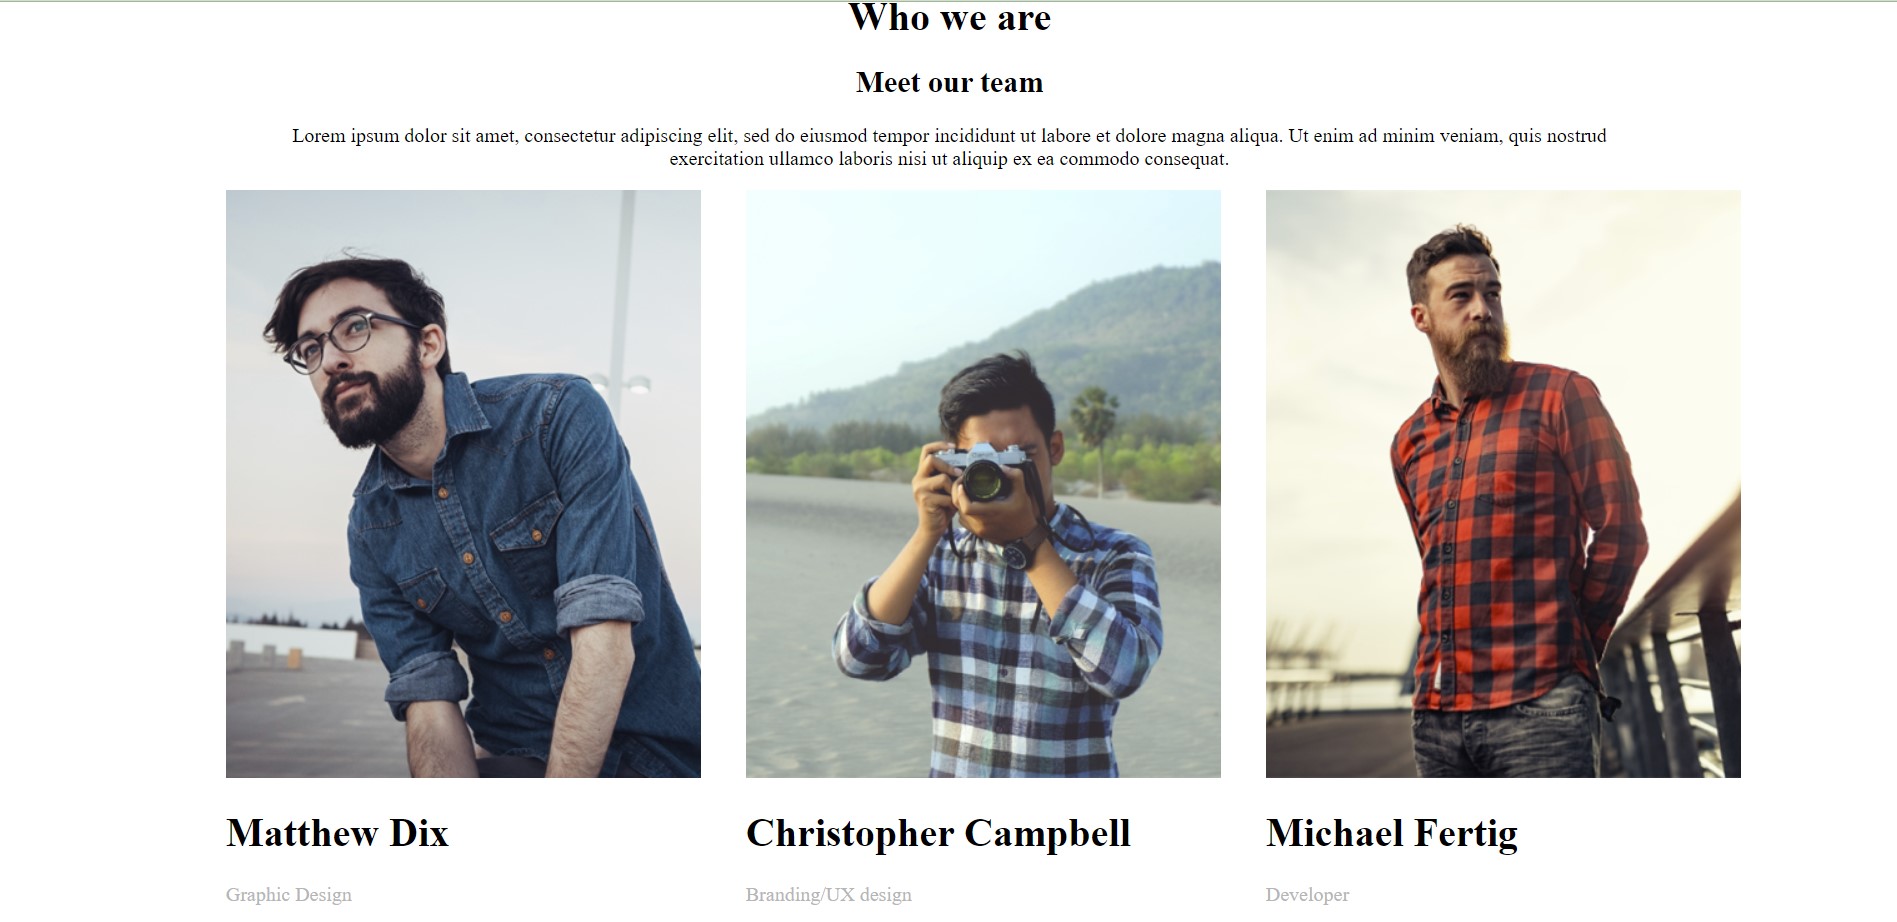 Who we are
Meet our team
Lorem ipsum dolor sit amet, consectetur adipiscing elit, sed do eiusmod tempor incididunt ut labore et dolore magna aliqua. Ut enim ad minim veniam, quis nostrud
exercitation ullamco laboris nisi ut aliquip ex ea commodo consequat.
Matthew Dix
Christopher Campbell
Michael Fertig
Graphic Design
Branding/UX design
Developer